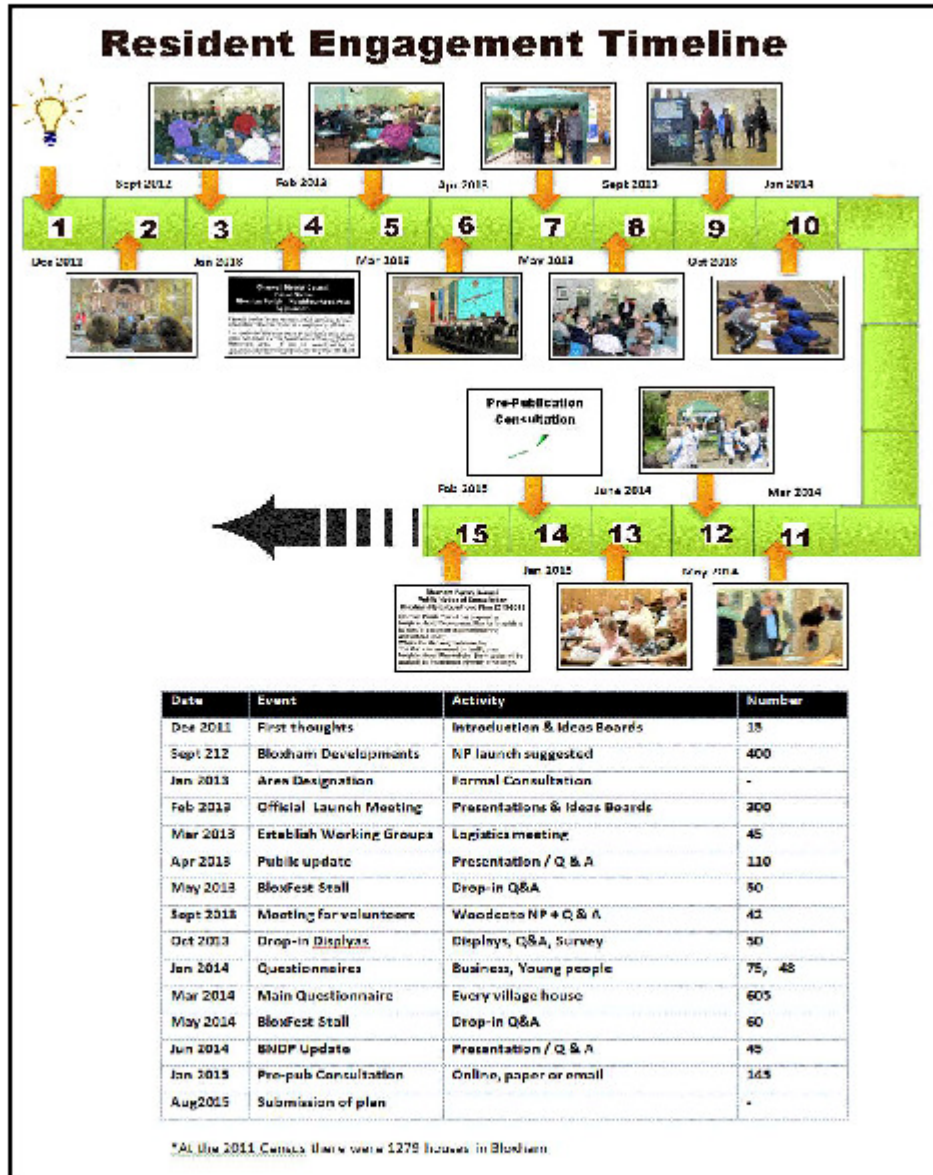 Resident Engagement Timeline
Sept 2012 Feb 2013 Apr 2013 Sept 2013 Jan 2014
1 2 3 4 5 6 7 8 9 10
Dec 2011 Jan 2013 Mar 2013 May 2013 Oct 2013
Pre-Publication
Consultation
Feb 2015 June 2014 Mar 2014
15 14 13 12 11
Jan 2015 May 2014
Date Event Activity Number
Dec 2011 First thoughts Introduction & Ideas Boards 15
Sept 212 Bloxham Developments NP launch suggested 400
Jan 2013 Area Designation Formal Consultation -
Feb 2013 Official Launch Meeting Presentations & Ideas Boards 300
Mar 2013 Establish Working Groups Logistics meeting 45
Apr 2013 Public update Presentation / Q & A 110
May 2013 BloxFest Stall Drop-in Q&A 50
Sept 2013 Meeting for volunteers Woodcote NP + Q & A 42
Oct 2013 Drop-in Displyas Displays, Q&A, Survey 50
Jan 2014 Questionnaires Business, Young people 75, 48
Mar 2014 Main Questionnaire Every village house 605
May 2014 BloxFest Stall Drop-in Q&A 60
Jun 2014 BNDP Update Presentation / Q & A 45
Jan 2015 Pre-pub Consultation Online, paper or email 145
Aug2015 Submission of plan -
*At the 2011 Census there were 1279 houses in Bloxham